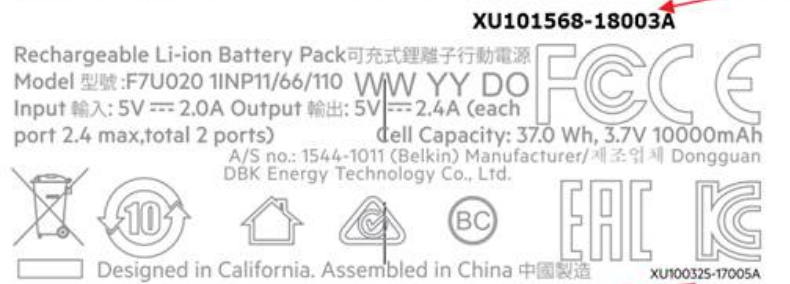 XU101568-18003A
Rechargeable Li-ion Battery Pack可充式鋰離子行動電源
Model 型號:F7U020 1INP11/66/110 WW YY DO
Input 輸入: 5V ⎓ 2.0A Output 輸出: 5V ⎓ 2.4A (each
port 2.4 max,total 2 ports) Cell Capacity: 37.0 Wh, 3.7V 10000mAh
A/S no.: 1544-1011 (Belkin) Manufacturer/제조업체 Dongguan
DBK Energy Technology Co., Ltd.
FC CE
10
BC
EAC
KC
Designed in California. Assembled in China 中國製造
XU100325-17005A